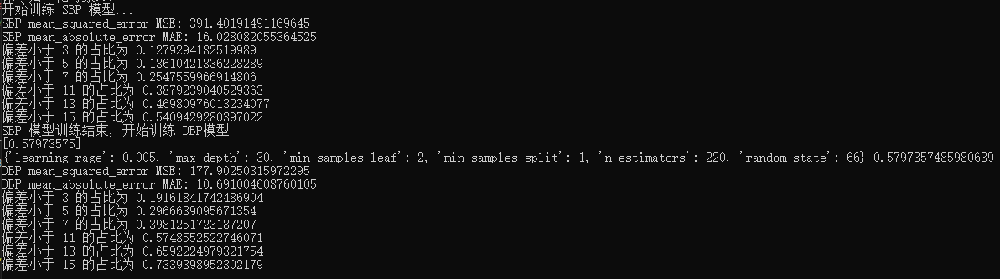 开始训练 SBP 模型...
SBP mean_squared_error MSE: 391.40191491169645
SBP mean_absolute_error MAE: 16.028082055364525
偏差小于 3 的占比为 0.1279294182519989
偏差小于 5 的占比为 0.18610421836228289
偏差小于 7 的占比为 0.2547559966914806
偏差小于 11 的占比为 0.3879239040529363
偏差小于 13 的占比为 0.46980976013234077
偏差小于 15 的占比为 0.5409429280397022
SBP 模型训练结束, 开始训练 DBP模型
[0.57973575]
{'learning_rage': 0.005, 'max_depth': 30, 'min_samples_leaf': 2, 'min_samples_split': 1, 'n_estimators': 220, 'random_state': 66} 0.5797357485980639
DBP mean_squared_error MSE: 177.90250315972295
DBP mean_absolute_error MAE: 10.691004608760105
偏差小于 3 的占比为 0.19161841742486904
偏差小于 5 的占比为 0.2966639095671354
偏差小于 7 的占比为 0.3981251723187207
偏差小于 11 的占比为 0.5748552522746071
偏差小于 13 的占比为 0.6592224979321754
偏差小于 15 的占比为 0.7339398952302179